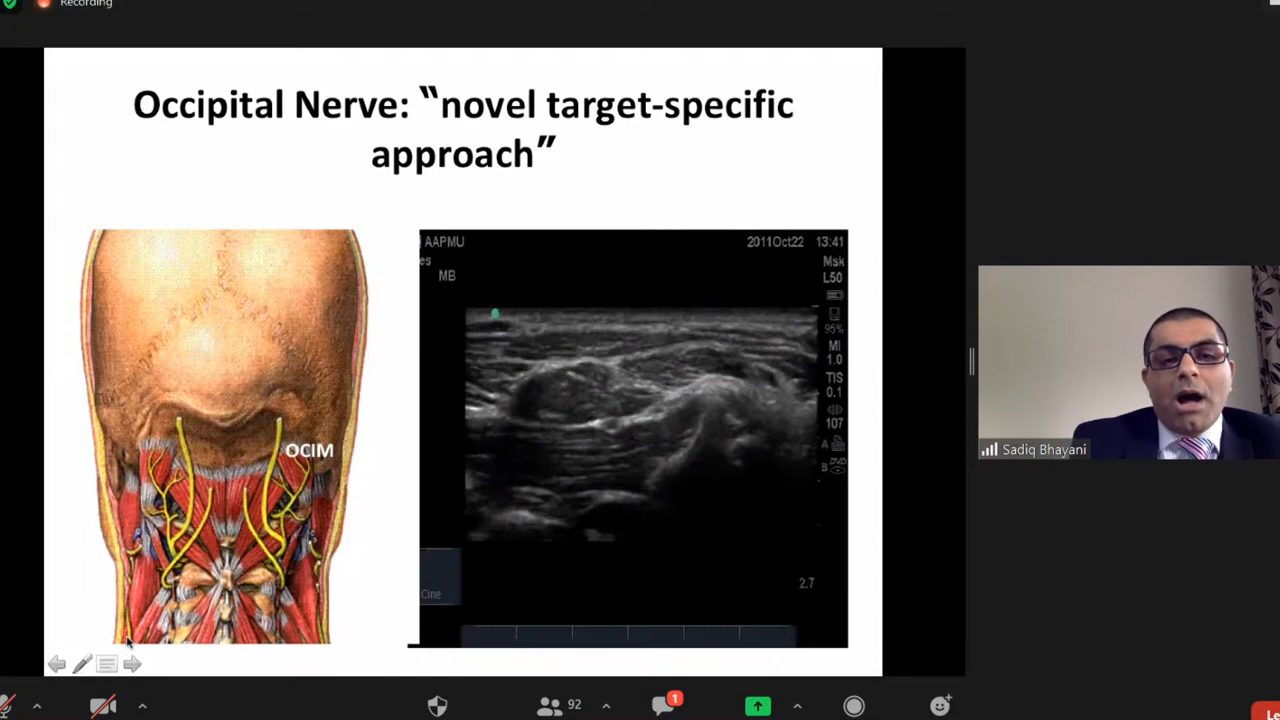 Recording
Occipital Nerve: “novel target-specific
approach”
OCIM
AAPMU
2011Oct22 13:41
es
MB
Msk
L50
95%
MI
1.0
TIS
0.1
107
A
B
2.7
Cine
Sadiq Bhayani
92
1